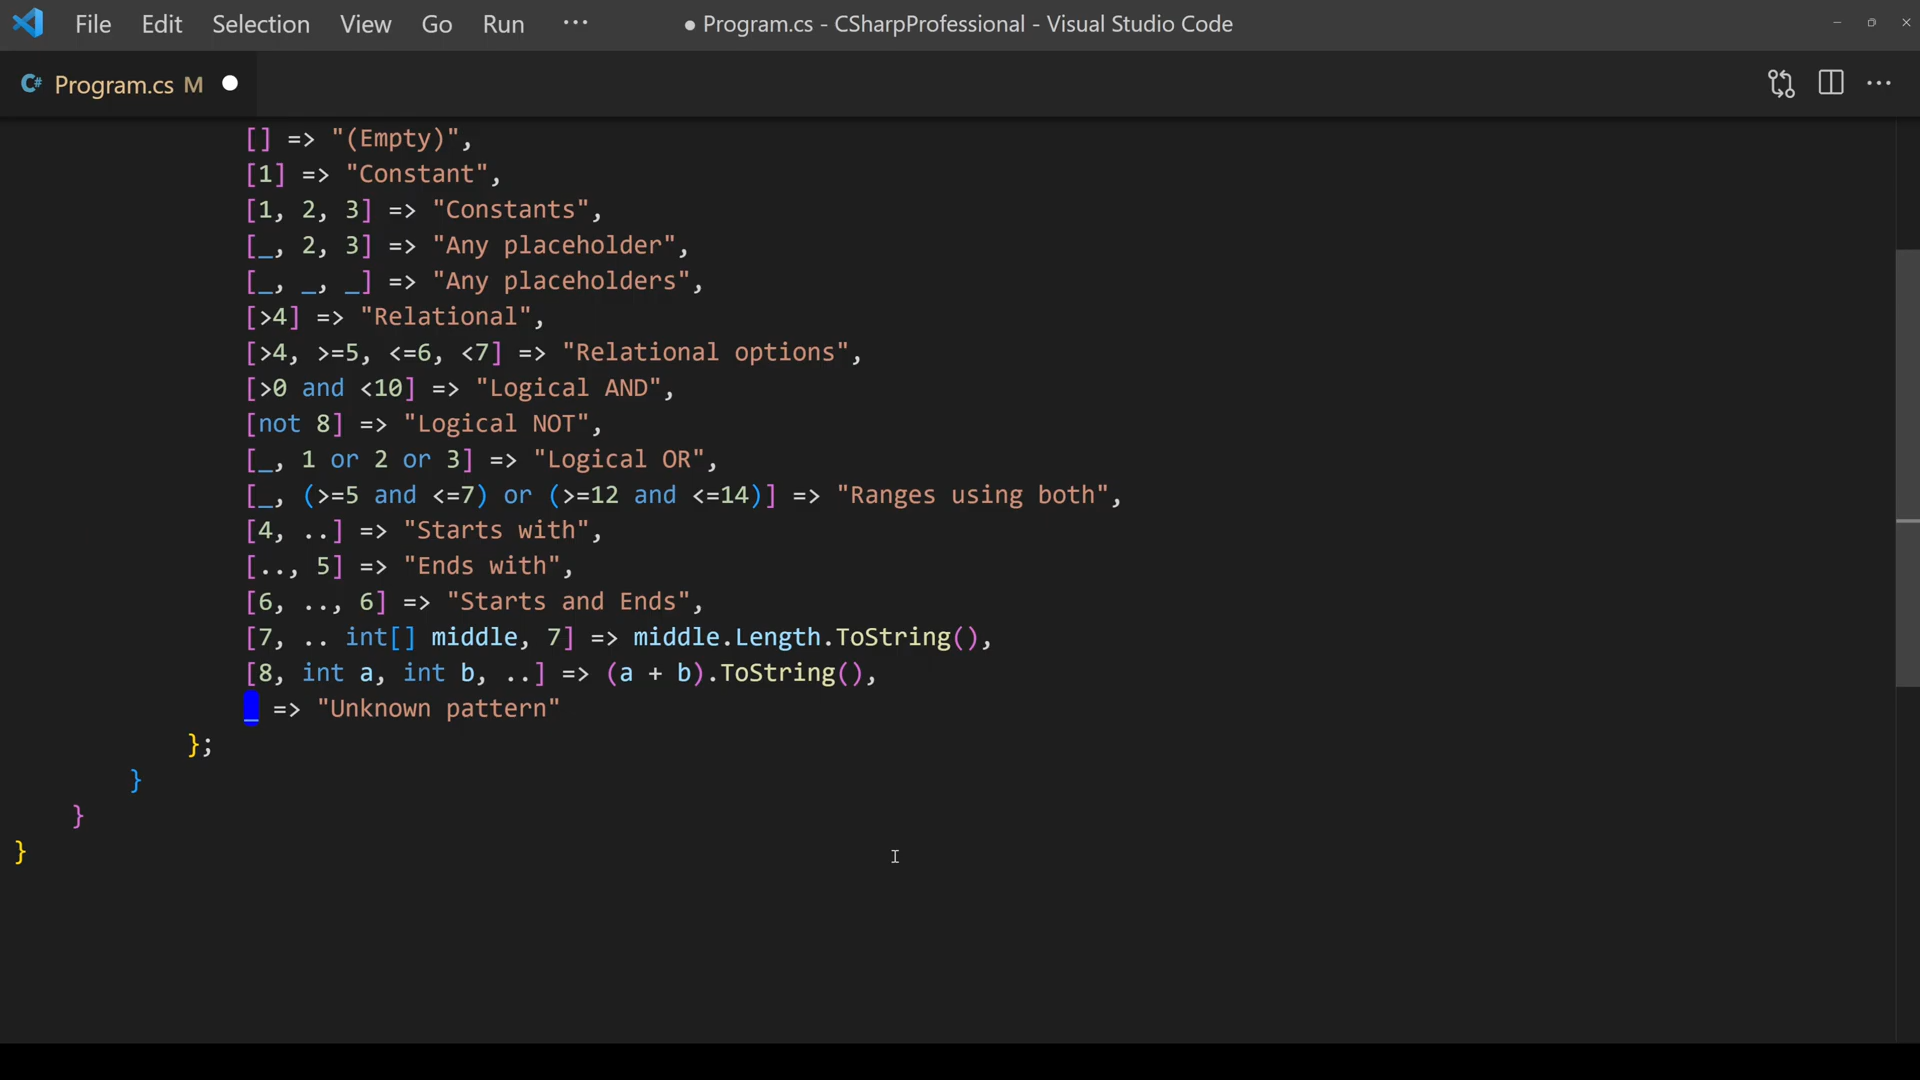 File Edit Selection View Go Run ··· ● Program.cs - CSharpProfessional - Visual Studio Code
C# Program.cs M
[] => "(Empty)",
[1] => "Constant",
[1, 2, 3] => "Constants",
[_, 2, 3] => "Any placeholder",
[_, _, _] => "Any placeholders",
[>4] => "Relational",
[>4, >=5, <=6, <7] => "Relational options",
[>0 and <10] => "Logical AND",
[not 8] => "Logical NOT",
[_, 1 or 2 or 3] => "Logical OR",
[_, (>=5 and <=7) or (>=12 and <=14)] => "Ranges using both",
[4, ..] => "Starts with",
[.., 5] => "Ends with",
[6, .., 6] => "Starts and Ends",
[7, .. int[] middle, 7] => middle.Length.ToString(),
[8, int a, int b, ..] => (a + b).ToString(),
_ => "Unknown pattern"
};
}
}
}